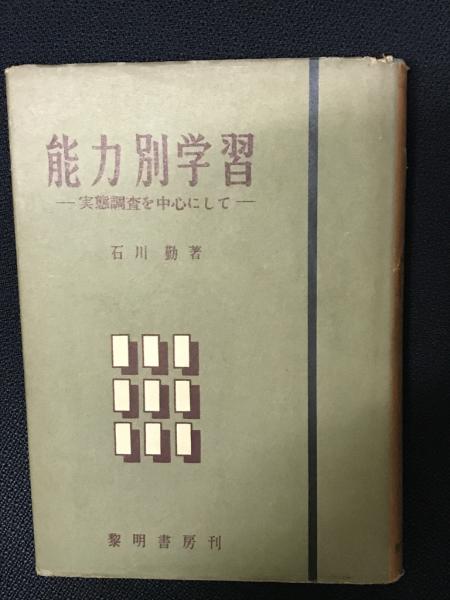 能力別学習
―実態調査を中心にして―
石川 勤 著
黎明書房刊